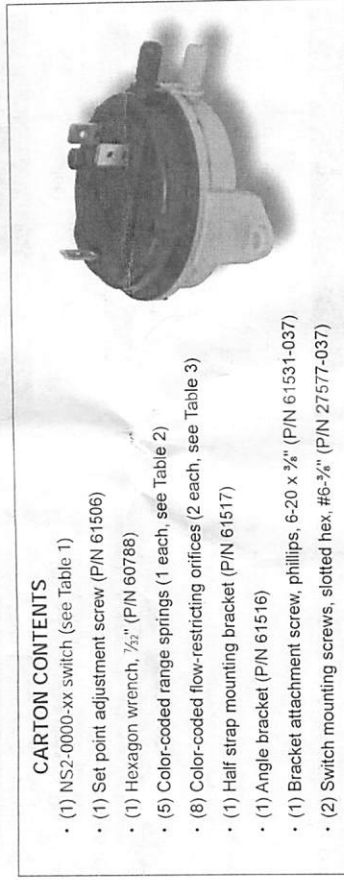 CARTON CONTENTS
• (1) NS2-0000-xx switch (see Table 1)
• (1) Set point adjustment screw (P/N 61506)
• (1) Hexagon wrench, 7/32" (P/N 60788)
• (5) Color-coded range springs (1 each, see Table 2)
• (8) Color-coded flow-restricting orifices (2 each, see Table 3)
• (1) Half strap mounting bracket (P/N 61517)
• (1) Angle bracket (P/N 61516)
• (1) Bracket attachment screw, phillips, 6-20 x ⅜" (P/N 61531-037)
• (2) Switch mounting screws, slotted hex, #6-⅜" (P/N 27577-037)